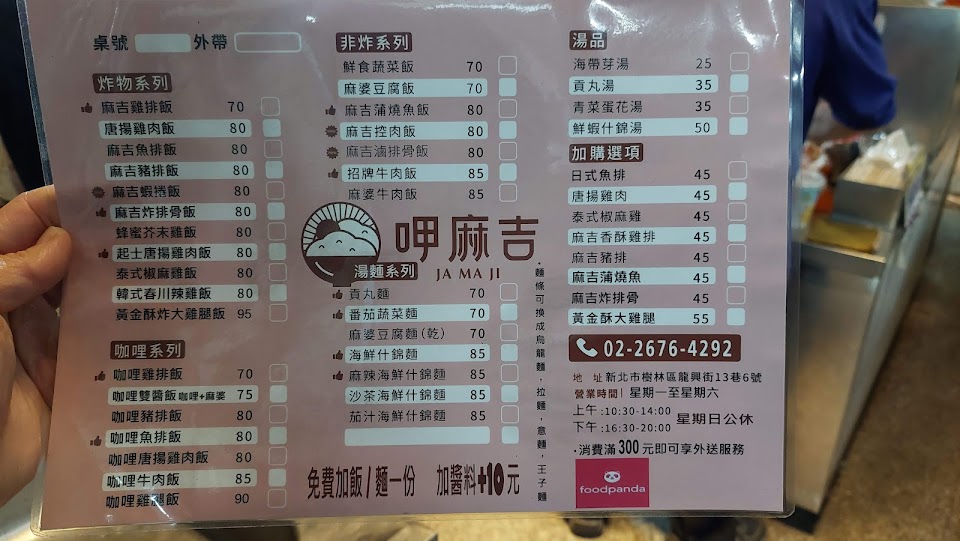 桌號 外帶
炸物系列
麻吉雞排飯 70
唐揚雞肉飯 80
麻吉魚排飯 80
麻吉豬排飯 80
麻吉蝦捲飯 80
麻吉炸排骨飯 80
蜂蜜芥末雞飯 80
起士唐揚雞肉飯 80
泰式椒麻雞飯 80
韓式春川辣雞飯 80
黃金酥炸大雞腿飯 95
咖哩系列
咖哩雞排飯 70
咖哩雙醬飯 咖哩+麻婆 75
咖哩豬排飯 80
咖哩魚排飯 80
咖哩唐揚雞肉飯 80
咖哩牛肉飯 85
咖哩雞腿飯 90
非炸系列
鮮食蔬菜飯 70
麻婆豆腐飯 70
麻吉蒲燒魚飯 80
麻吉控肉飯 80
麻吉滷排骨飯 80
招牌牛肉飯 85
麻婆牛肉飯 85
呷麻吉
JA MA JI
湯麵系列
貢丸麵 70
番茄蔬菜麵 70
麻婆豆腐麵(乾) 70
海鮮什錦麵 85
麻辣海鮮什錦麵 85
沙茶海鮮什錦麵 85
茄汁海鮮什錦麵 85
免費加飯/麵一份 加醬料+10元
·麵條可換成烏龍麵,拉麵,意麵,王子麵
湯品
海帶芽湯 25
貢丸湯 35
青菜蛋花湯 35
鮮蝦什錦湯 50
加購選項
日式魚排 45
唐揚雞肉 45
泰式椒麻雞 45
麻吉香酥雞排 45
麻吉豬排 45
麻吉蒲燒魚 45
麻吉炸排骨 45
黃金酥大雞腿 55
02-2676-4292
地 址 新北市樹林區龍興街13巷6號
營業時間 星期一至星期六
上午:10:30-14:00 星期日公休
下午:16:30-20:00
·消費滿300元即可享外送服務
foodpanda